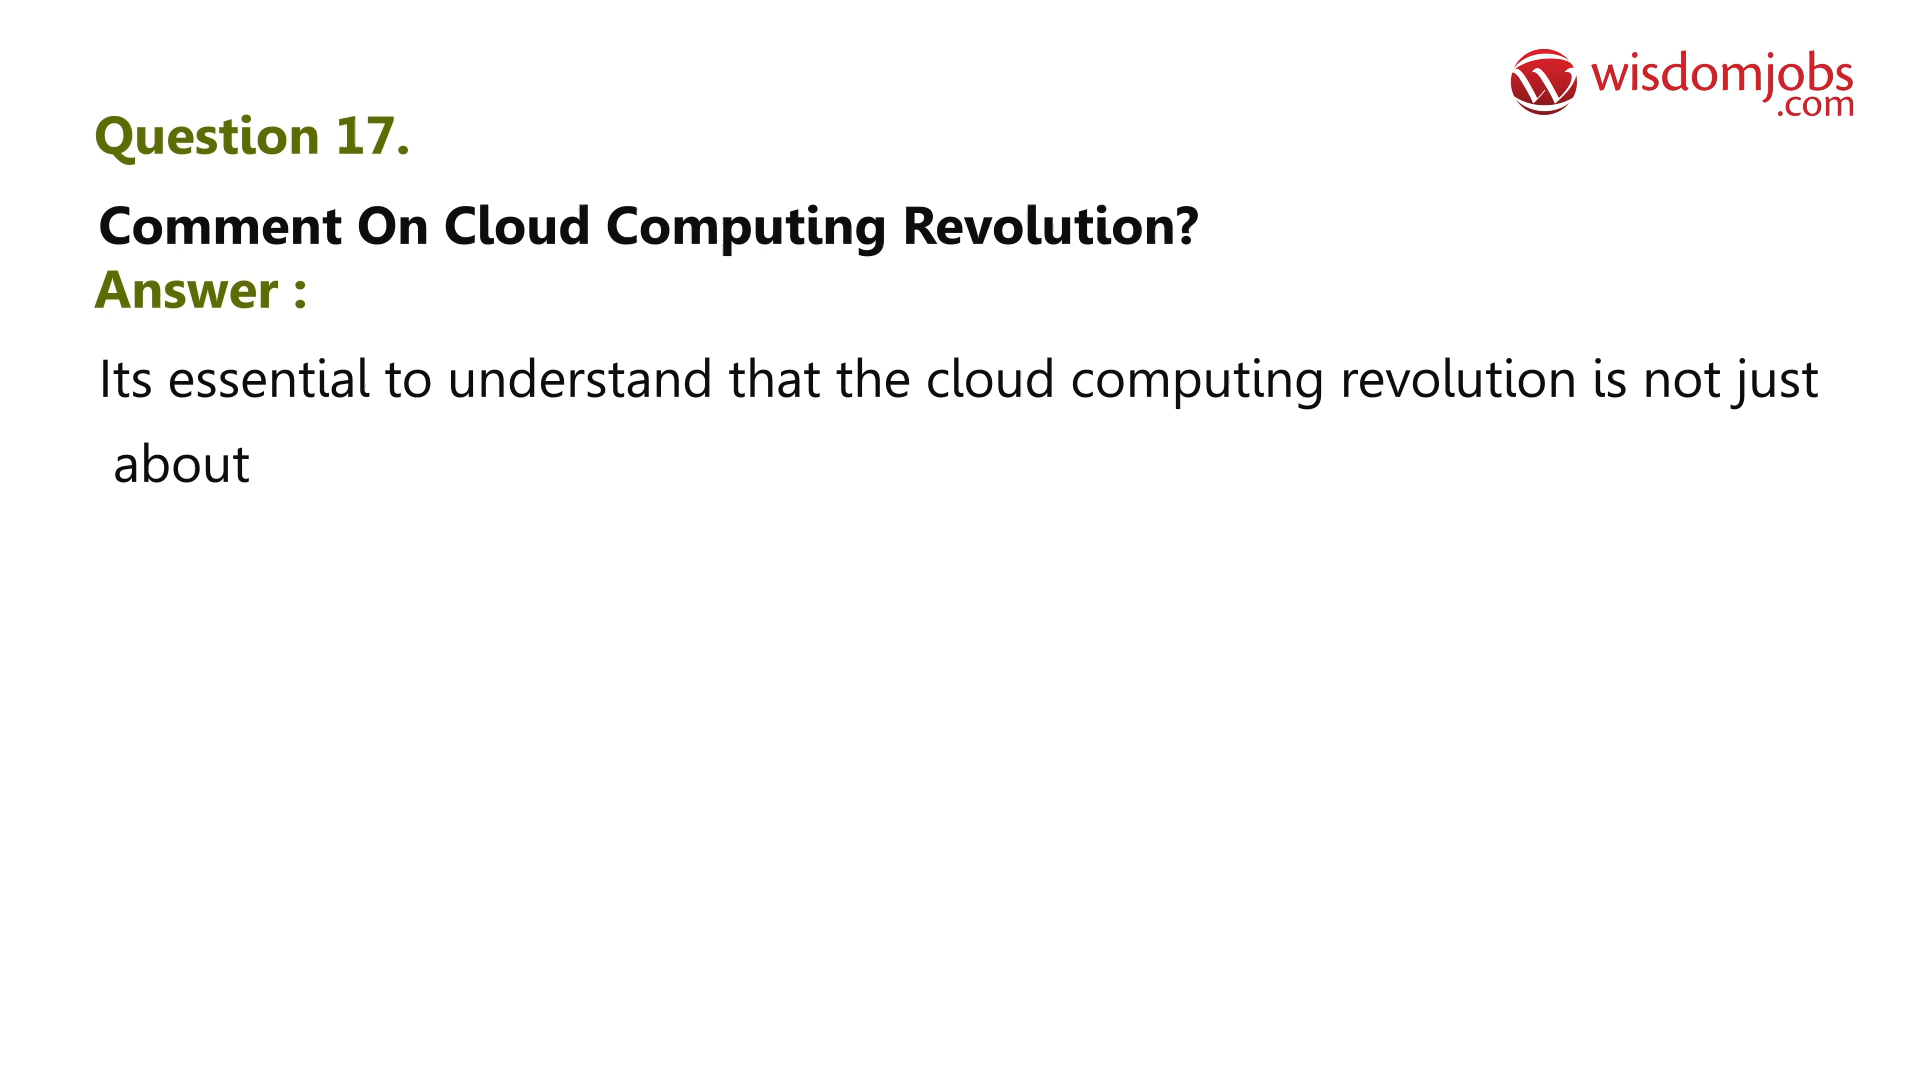 wisdomjobs
.com
Question 17.
Comment On Cloud Computing Revolution?
Answer :
Its essential to understand that the cloud computing revolution is not just
about